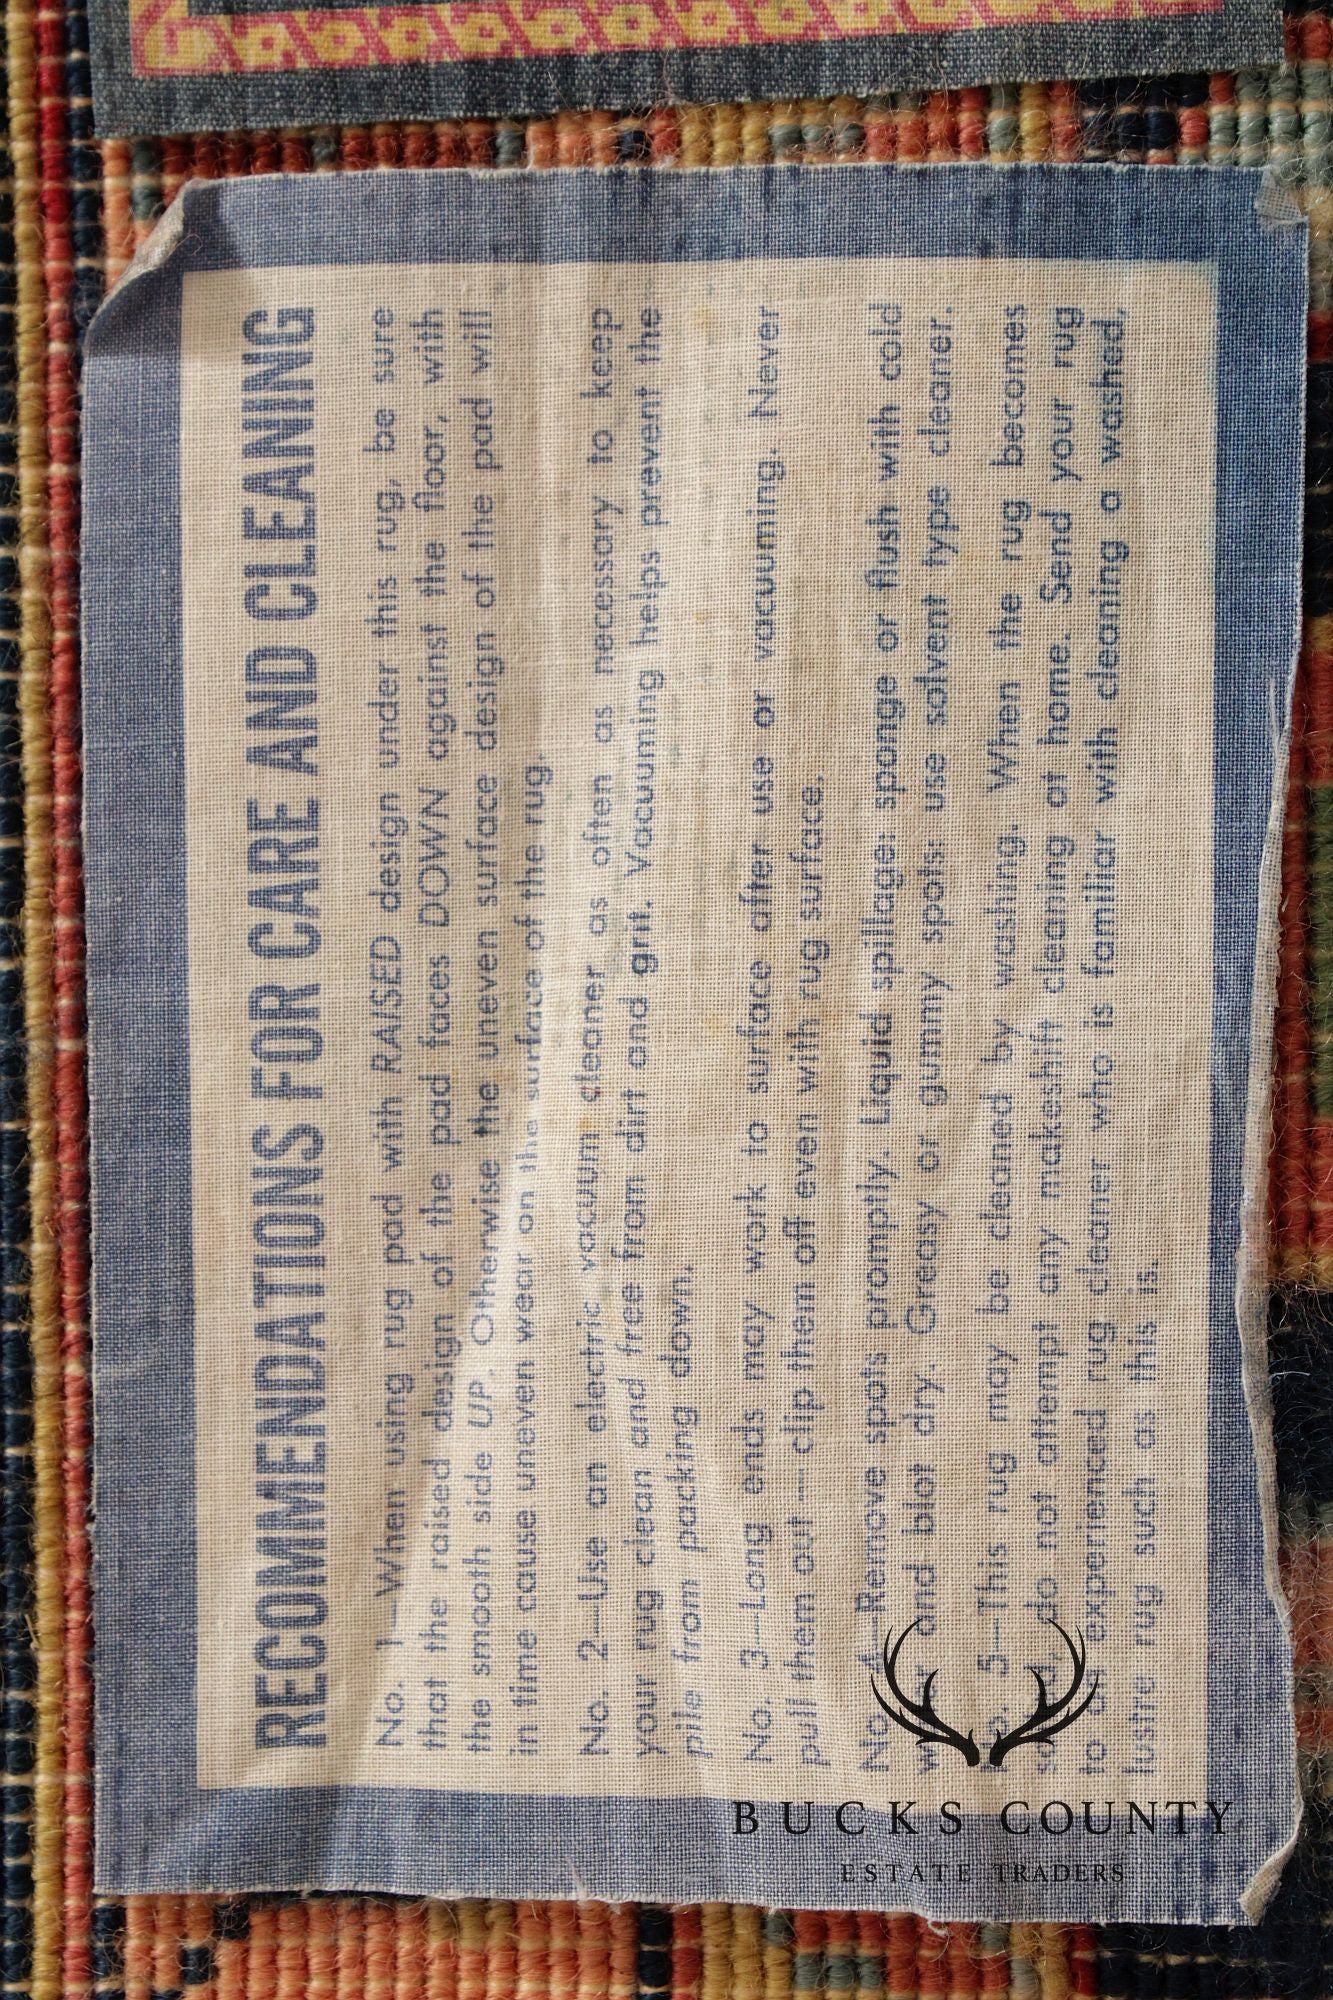 RECOMMENDATIONS FOR CARE AND CLEANING
No. 1—When using rug pad with RAISED design under this rug, be sure
that the raised design of the pad faces DOWN against the floor, with
the smooth side UP. Otherwise the uneven surface design of the pad will
in time cause uneven wear on the surface of the rug.
No. 2—Use an electric vacuum cleaner as often as necessary to keep
your rug clean and free from dirt and grit. Vacuuming helps prevent the
pile from packing down.
No. 3—Long ends may work to surface after use or vacuuming. Never
pull them out — clip them off even with rug surface.
No. 4—Remove spots promptly. Liquid spillage: sponge or flush with cold
water and blot dry. Greasy or gummy spots: use solvent type cleaner.
No. 5—This rug may be cleaned by washing. When the rug becomes
soiled, do not attempt any makeshift cleaning at home. Send your rug
to an experienced rug cleaner who is familiar with cleaning a washed,
lustre rug such as this is.
BUCKS COUNTY
ESTATE TRADERS